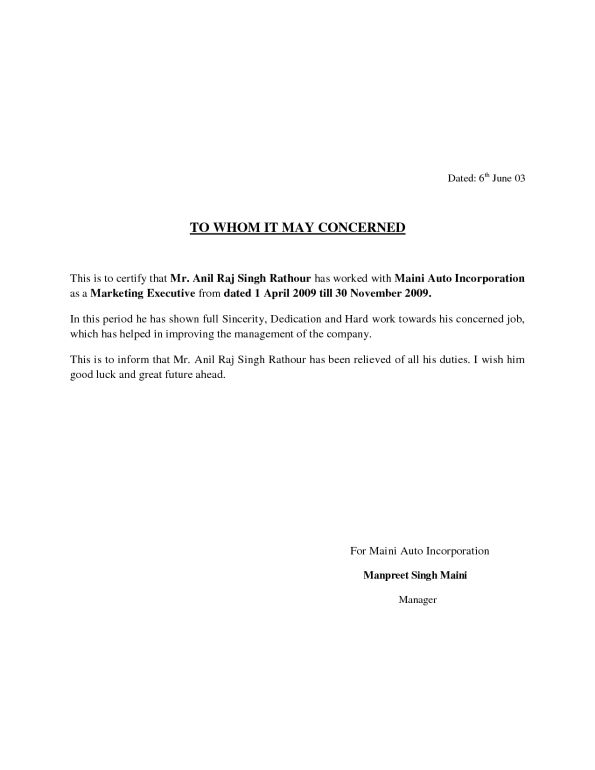 Dated: 6th June 03
TO WHOM IT MAY CONCERNED
This is to certify that Mr. Anil Raj Singh Rathour has worked with Maini Auto Incorporation
as a Marketing Executive from dated 1 April 2009 till 30 November 2009.
In this period he has shown full Sincerity, Dedication and Hard work towards his concerned job,
which has helped in improving the management of the company.
This is to inform that Mr. Anil Raj Singh Rathour has been relieved of all his duties. I wish him
good luck and great future ahead.
For Maini Auto Incorporation
Manpreet Singh Maini
Manager